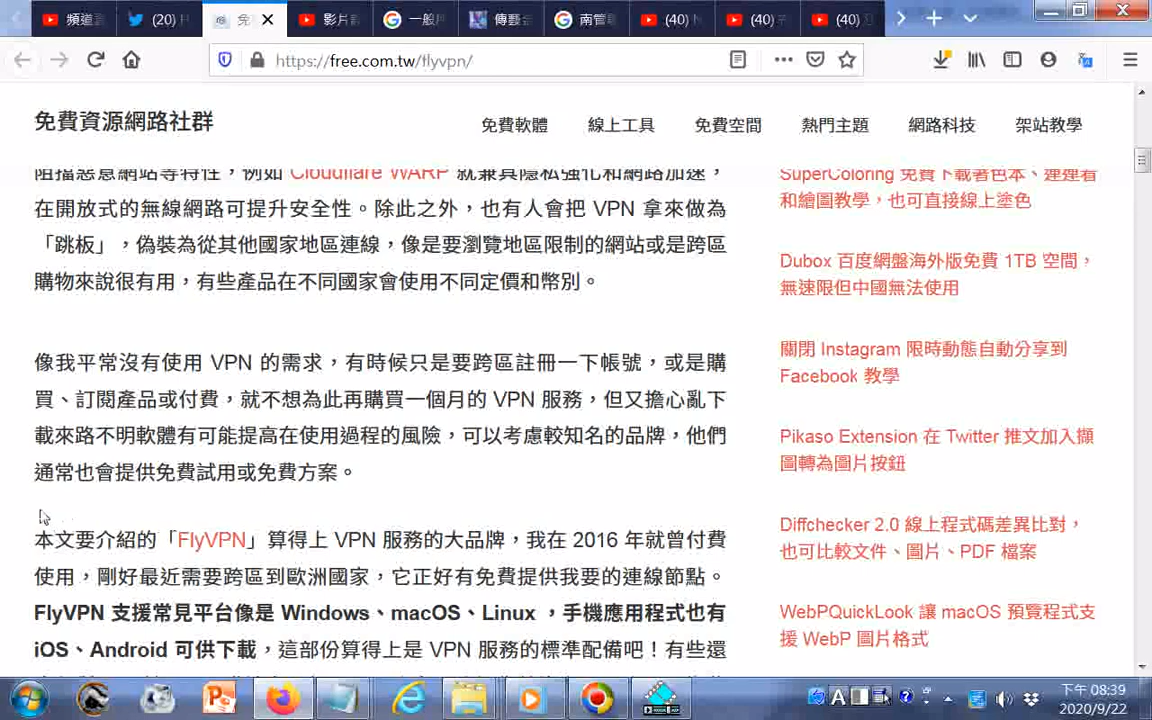 頻道
(20) H
免
影片
一般
傳藝
南管
(40) N
(40)
(40)
https://free.com.tw/flyvpn/
免費資源網路社群
免費軟體 線上工具 免費空間 熱門主題 網路科技 架站教學
阻擋惡意網站等特性，例如 Cloudflare WARP 就兼具隱私強化和網路加速，
在開放式的無線網路可提升安全性。除此之外，也有人會把 VPN 拿來做為
「跳板」，偽裝為從其他國家地區連線，像是要瀏覽地區限制的網站或是跨區
購物來說很有用，有些產品在不同國家會使用不同定價和幣別。
像我平常沒有使用 VPN 的需求，有時候只是要跨區註冊一下帳號，或是購
買、訂閱產品或付費，就不想為此再購買一個月的 VPN 服務，但又擔心亂下
載來路不明軟體有可能提高在使用過程的風險，可以考慮較知名的品牌，他們
通常也會提供免費試用或免費方案。
本文要介紹的「FlyVPN」算得上 VPN 服務的大品牌，我在 2016 年就曾付費
使用，剛好最近需要跨區到歐洲國家，它正好有免費提供我要的連線節點。
FlyVPN 支援常見平台像是 Windows、macOS、Linux ，手機應用程式也有
iOS、Android 可供下載，這部份算得上是 VPN 服務的標準配備吧！有些還
SuperColoring 免費下載著色本、連連看
和繪圖教學，也可直接線上塗色
Dubox 百度網盤海外版免費 1TB 空間，
無速限但中國無法使用
關閉 Instagram 限時動態自動分享到
Facebook 教學
Pikaso Extension 在 Twitter 推文加入擷
圖轉為圖片按鈕
Diffchecker 2.0 線上程式碼差異比對，
也可比較文件、圖片、PDF 檔案
WebPQuickLook 讓 macOS 預覽程式支
援 WebP 圖片格式
下午 08:39
2020/9/22